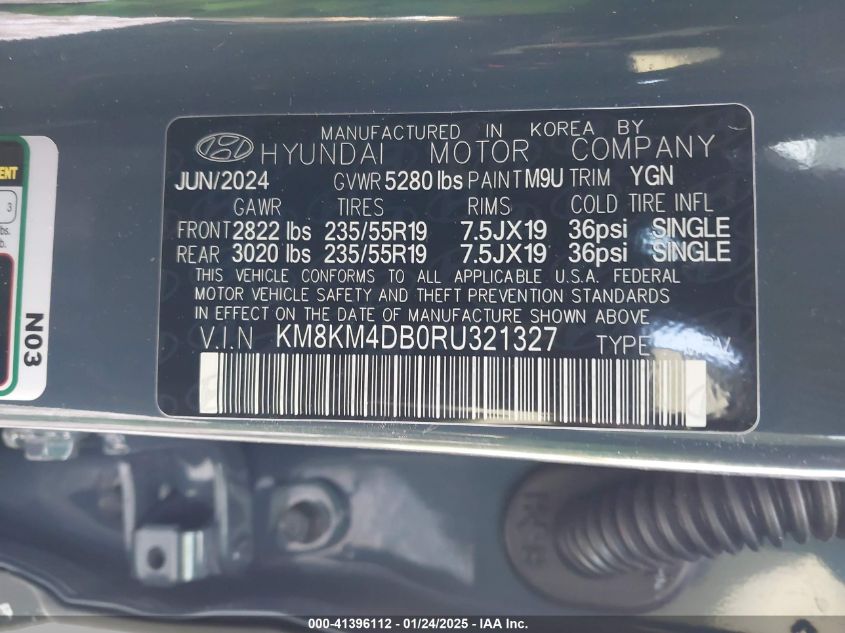 MANUFACTURED IN KOREA BY
HYUNDAI MOTOR COMPANY
JUN/2024 GVWR 5280 lbs PAINT M9U TRIM YGN
GAWR TIRES RIMS COLD TIRE INFL
FRONT 2822 lbs 235/55R19 7.5JX19 36psi SINGLE
REAR 3020 lbs 235/55R19 7.5JX19 36psi SINGLE
THIS VEHICLE CONFORMS TO ALL APPLICABLE U.S.A. FEDERAL
MOTOR VEHICLE SAFETY AND THEFT PREVENTION STANDARDS
IN EFFECT ON THE DATE OF MANUFACTURE SHOWN ABOVE
V.I.N KM8KM4DB0RU321327 TYPE MPV
3
lbs.
b.
N03
000-41396112 - 01/24/2025 - IAA Inc.